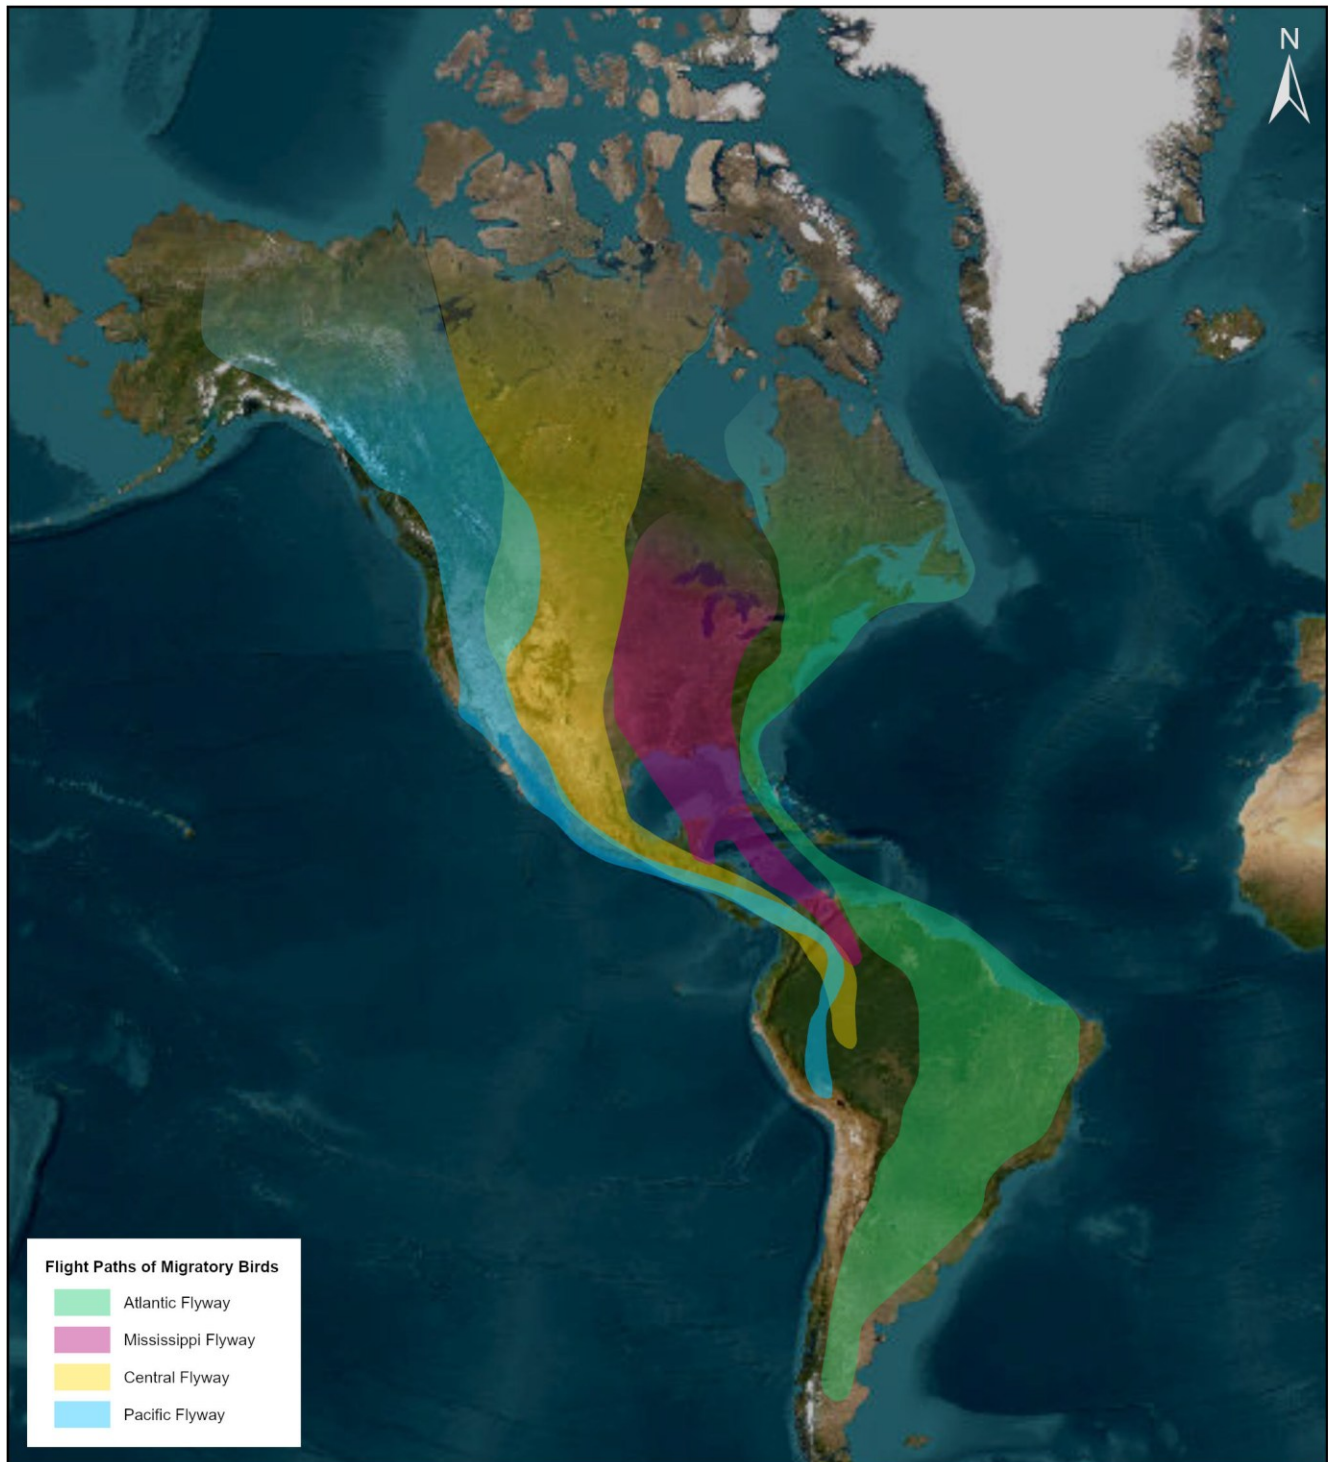 N
Flight Paths of Migratory Birds
Atlantic Flyway
Mississippi Flyway
Central Flyway
Pacific Flyway